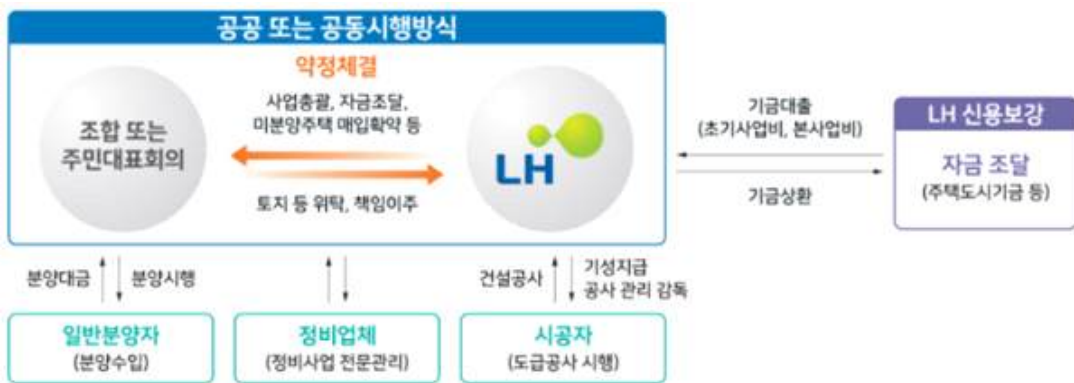 공공 또는 공동시행방식
약정체결
사업총괄, 자금조달,
미분양주택 매입확약 등
조합 또는
주민대표회의
LH
토지 등 위탁, 책임이주
기금대출
(초기사업비, 본사업비)
기금상환
LH 신용보강
자금 조달
(주택도시기금 등)
분양대금
분양시행
건설공사
기성지급
공사 관리 감독
일반분양자
(분양수입)
정비업체
(정비사업 전문관리)
시공자
(도급공사 시행)